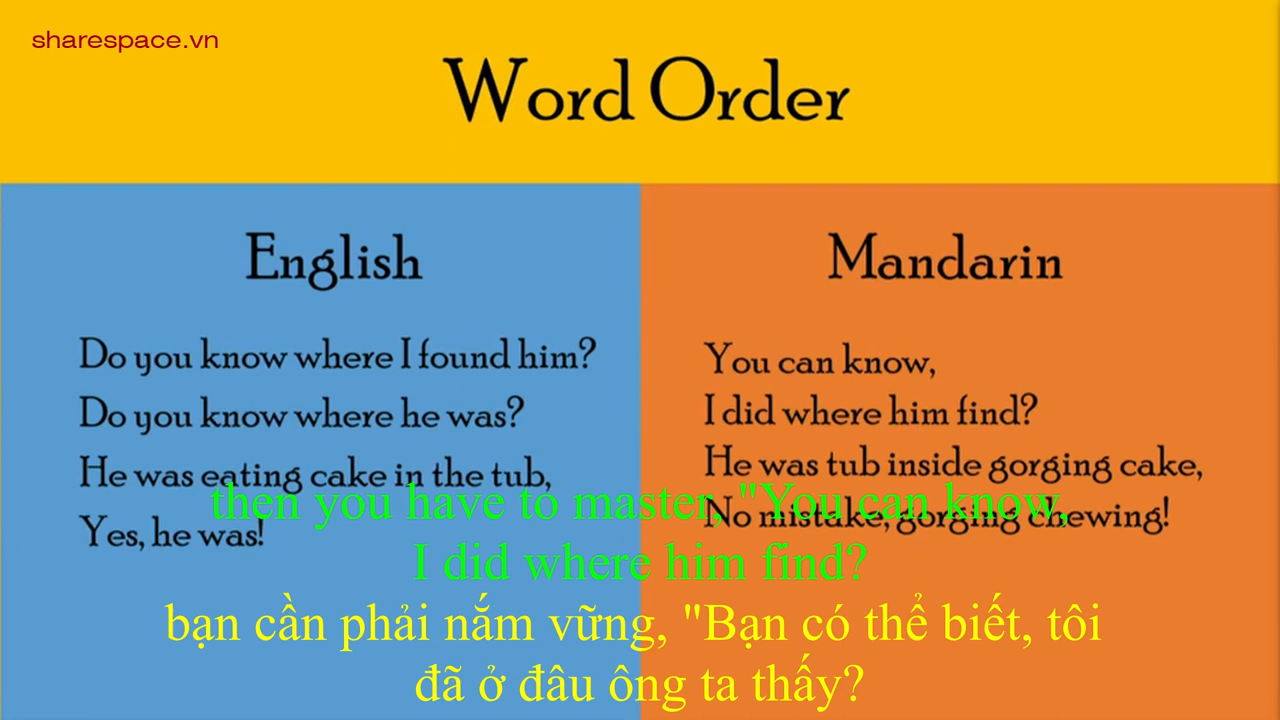 sharespace.vn
Word Order
English
Do you know where I found him?
Do you know where he was?
He was eating cake in the tub,
Yes, he was!
Mandarin
You can know,
I did where him find?
He was tub inside gorging cake,
No mistake, gorging chewing!
then you have to master, "You can know,
I did where him find?
bạn cần phải nắm vững, "Bạn có thể biết, tôi
đã ở đâu ông ta thấy?